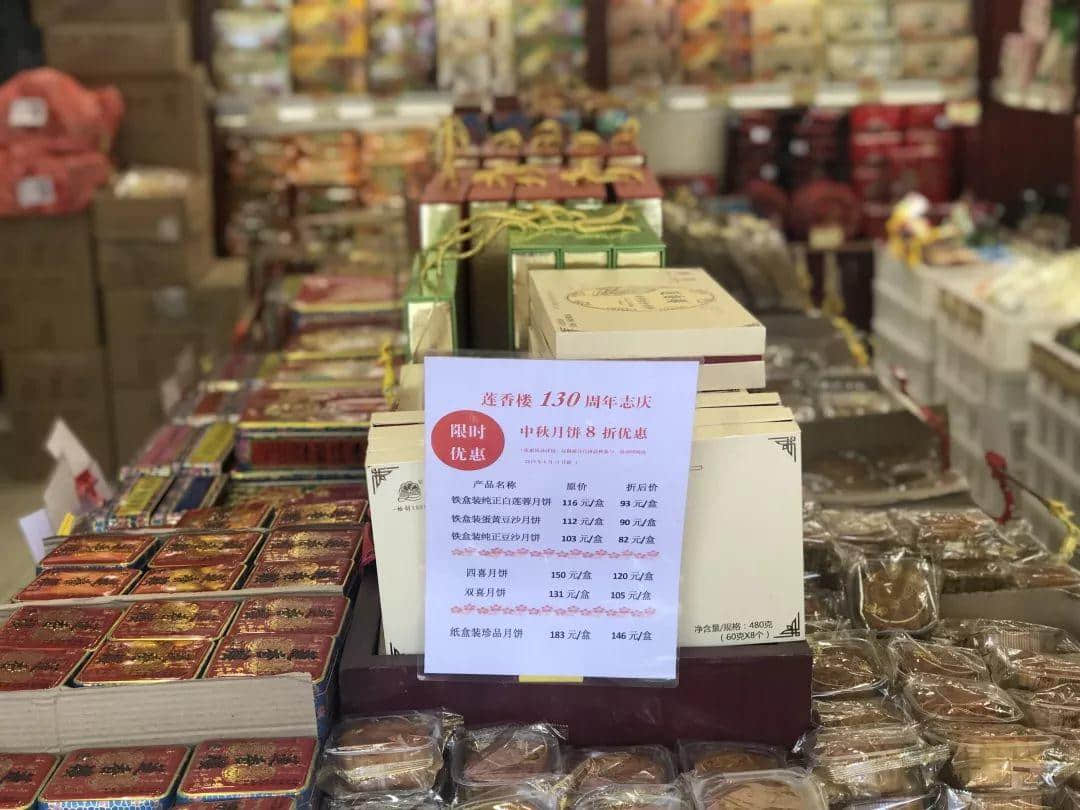 莲香楼 130 周年志庆
限时
优惠
中秋月饼 8 折优惠
产品名称 原价 折后价
铁盒装纯正白莲蓉月饼 116 元/盒 93 元/盒
铁盒装蛋黄豆沙月饼 112 元/盒 90 元/盒
铁盒装纯正豆沙月饼 103 元/盒 82 元/盒
四喜月饼 150 元/盒 120 元/盒
双喜月饼 131 元/盒 105 元/盒
纸盒装珍品月饼 183 元/盒 146 元/盒
净含量/规格: 480克
(60克X8个)